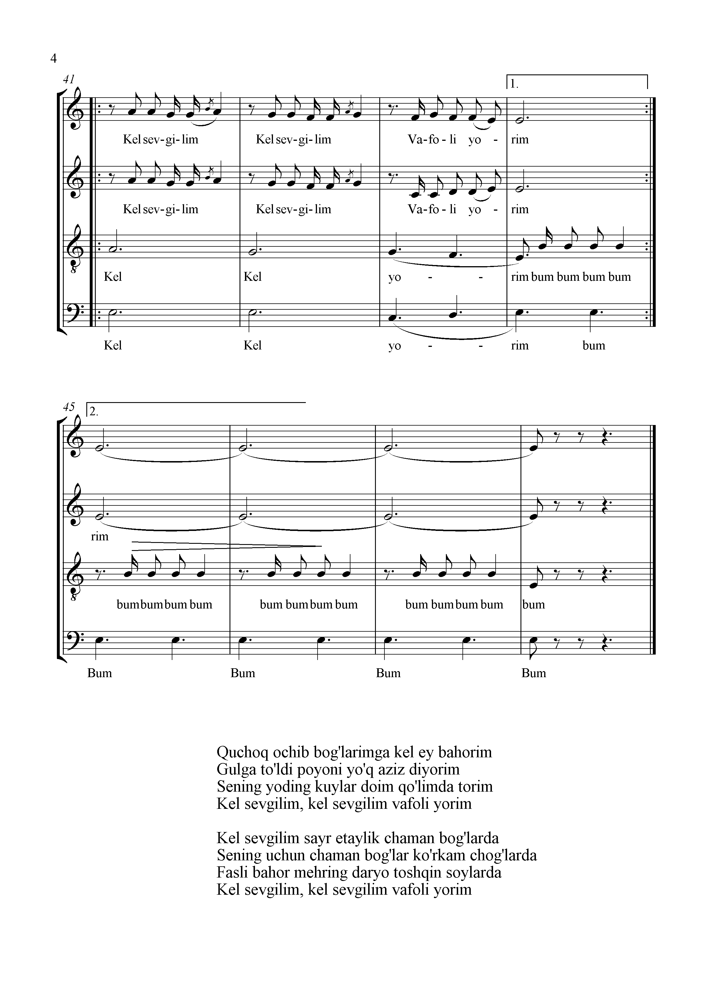 4
41
1.
Kel sev- gi- lim Kel sev- gi- lim Va- fo - li yo - rim
Kel sev- gi- lim Kel sev- gi- lim Va- fo - li yo - rim
8
Kel Kel yo - - rim bum bum bum bum
Kel Kel yo - - rim bum
45
2.
rim
8
bum bum bum bum bum bum bum bum bum bum bum bum bum
Bum Bum Bum Bum
Quchoq ochib bog'larimga kel ey bahorim
Gulga to'ldi poyoni yo'q aziz diyorim
Sening yoding kuylar doim qo'limda torim
Kel sevgilim, kel sevgilim vafoli yorim
Kel sevgilim sayr etaylik chaman bog'larda
Sening uchun chaman bog'lar ko'rkam chog'larda
Fasli bahor mehring daryo toshqin soylarda
Kel sevgilim, kel sevgilim vafoli yorim